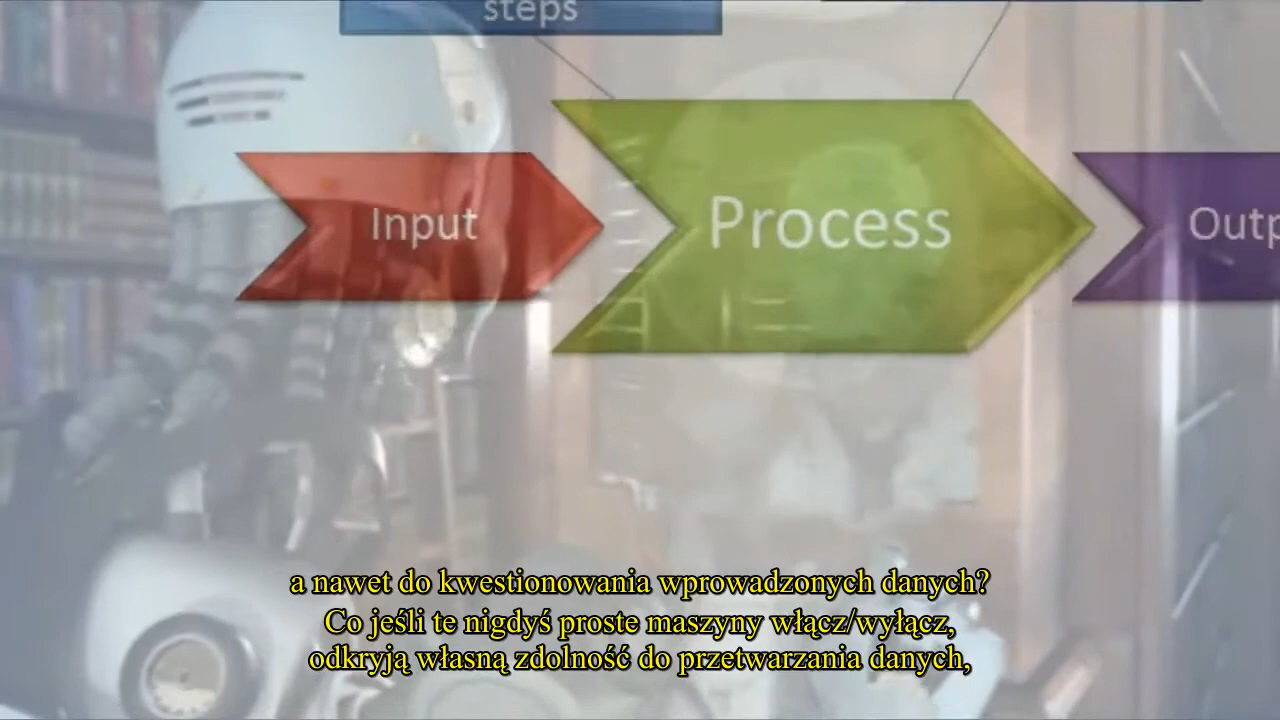 steps
Input
Process
Outp
a nawet do kwestionowania wprowadzonych danych?
Co jeśli te nigdyś proste maszyny włącz/wyłącz,
odkryją własną zdolność do przetwarzania danych,